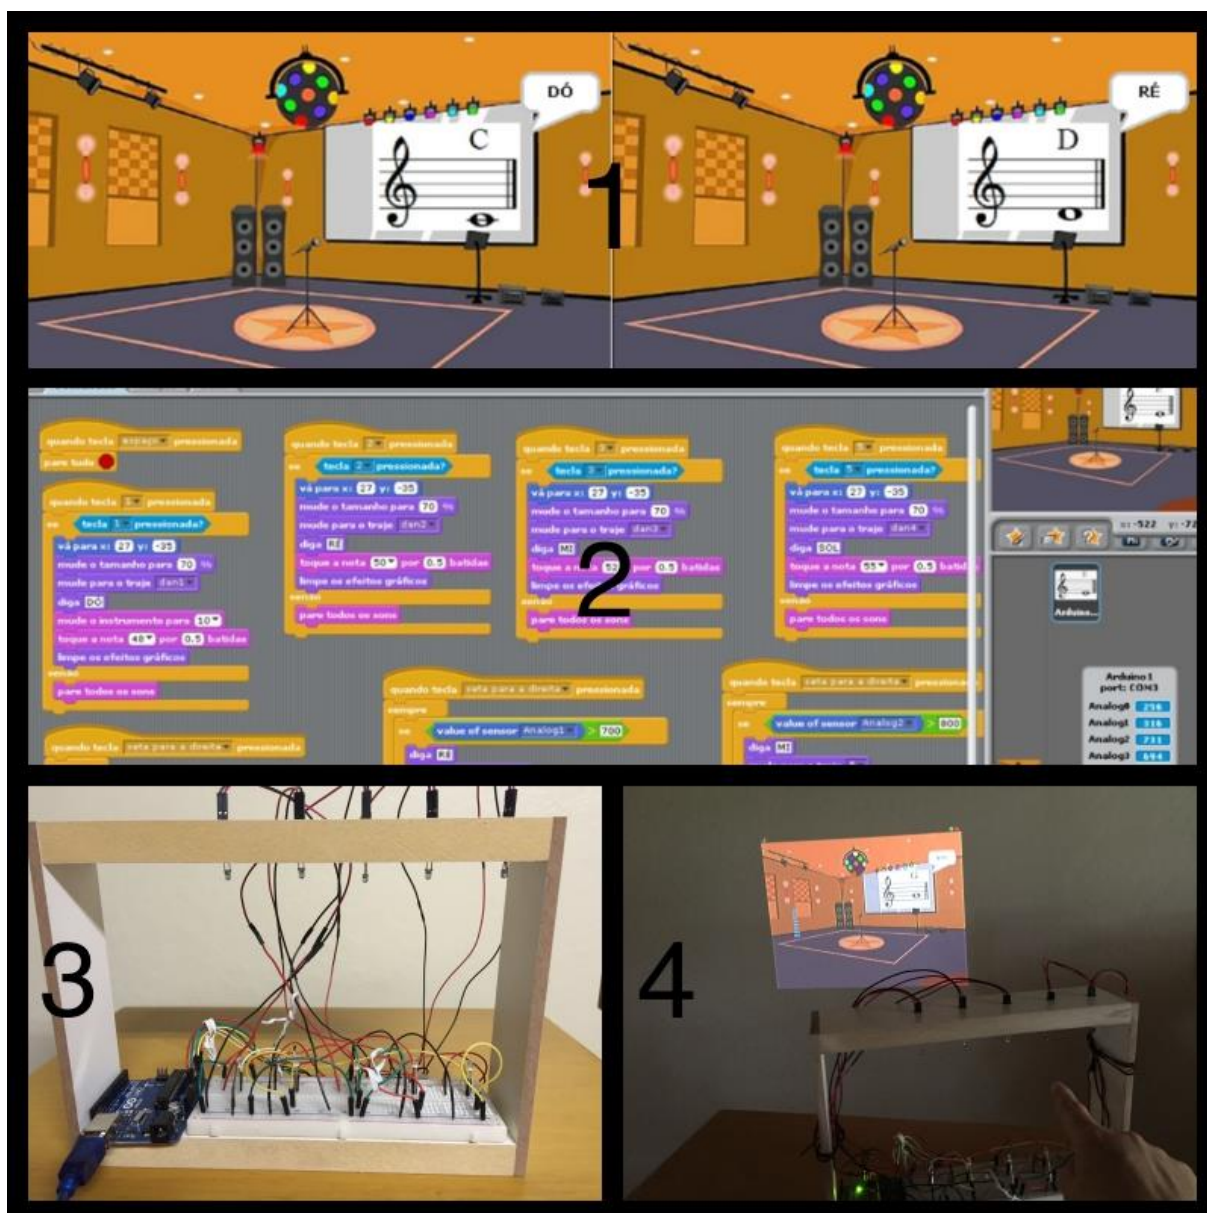 DÓ
C
RÉ
D
1
quando tecla espaço pressionada
pare tudo
quando tecla 1 pressionada
se tecla 1 pressionada?
vá para x: 27 y: -35
mude o tamanho para 70 %
mude para o traje dan1
diga DÓ
mude o instrumento para 10
toque a nota 48 por 0.5 batidas
limpe os efeitos gráficos
senão
pare todos os sons
quando tecla seta para a direita pressionada
quando tecla 2 pressionada
se tecla 2 pressionada?
vá para x: 27 y: -35
mude o tamanho para 70 %
mude para o traje dan2
diga RÉ
toque a nota 50 por 0.5 batidas
limpe os efeitos gráficos
senão
pare todos os sons
quando tecla 3 pressionada
se tecla 3 pressionada?
vá para x: 27 y: -35
mude o tamanho para 70 %
mude para o traje dan3
diga MI
toque a nota 52 por 0.5 batidas
limpe os efeitos gráficos
senão
pare todos os sons
quando tecla 5 pressionada
se tecla 5 pressionada?
vá para x: 27 y: -35
mude o tamanho para 70 %
mude para o traje dan4
diga SOL
toque a nota 55 por 0.5 batidas
limpe os efeitos gráficos
senão
pare todos os sons
quando tecla seta para a direita pressionada
sempre
se value of sensor Analog1 > 700
diga RÉ
quando tecla seta para a direita pressionada
sempre
se value of sensor Analog2 > 800
diga MI
2
x: -522 y: -72
Arduino...
Arduino1
port: COM3
Analog0 256
Analog1 316
Analog2 731
Analog3 694
3
4